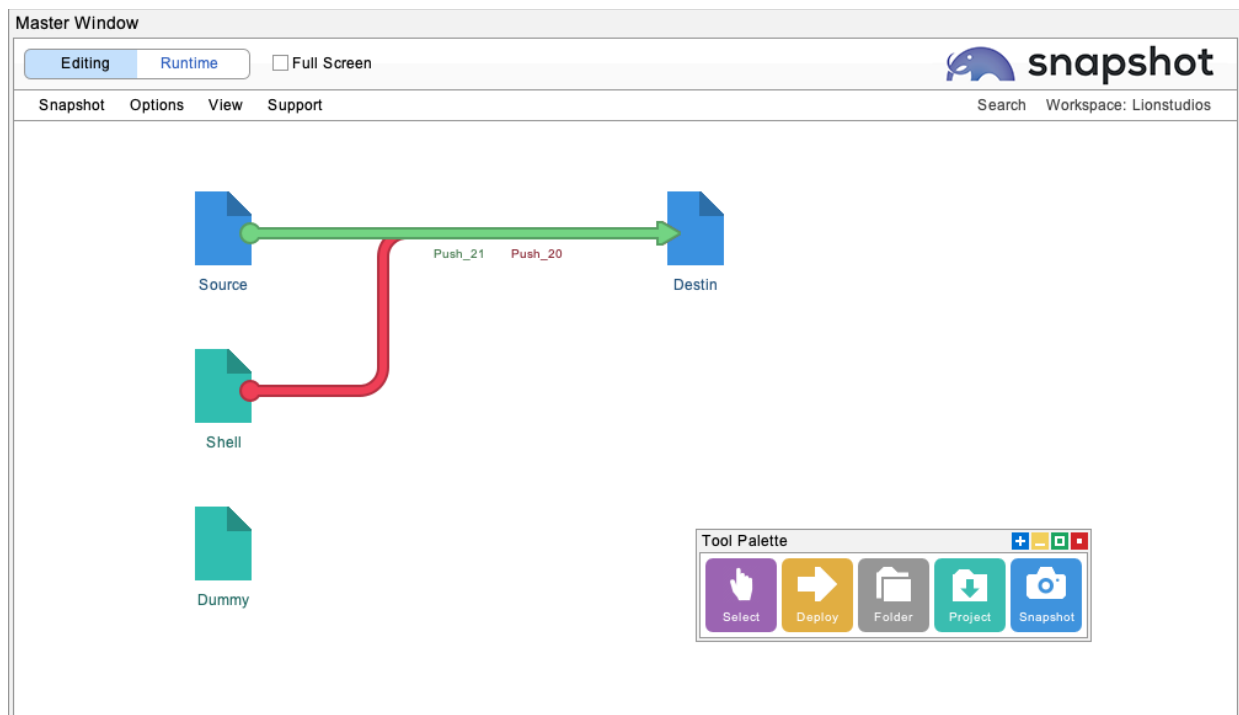 Master Window
Editing Runtime Full Screen snapshot
Snapshot Options View Support Search Workspace: Lionstudios
Push_21 Push_20
Source Destin
Shell
Tool Palette
Dummy
Select Deploy Folder Project Snapshot